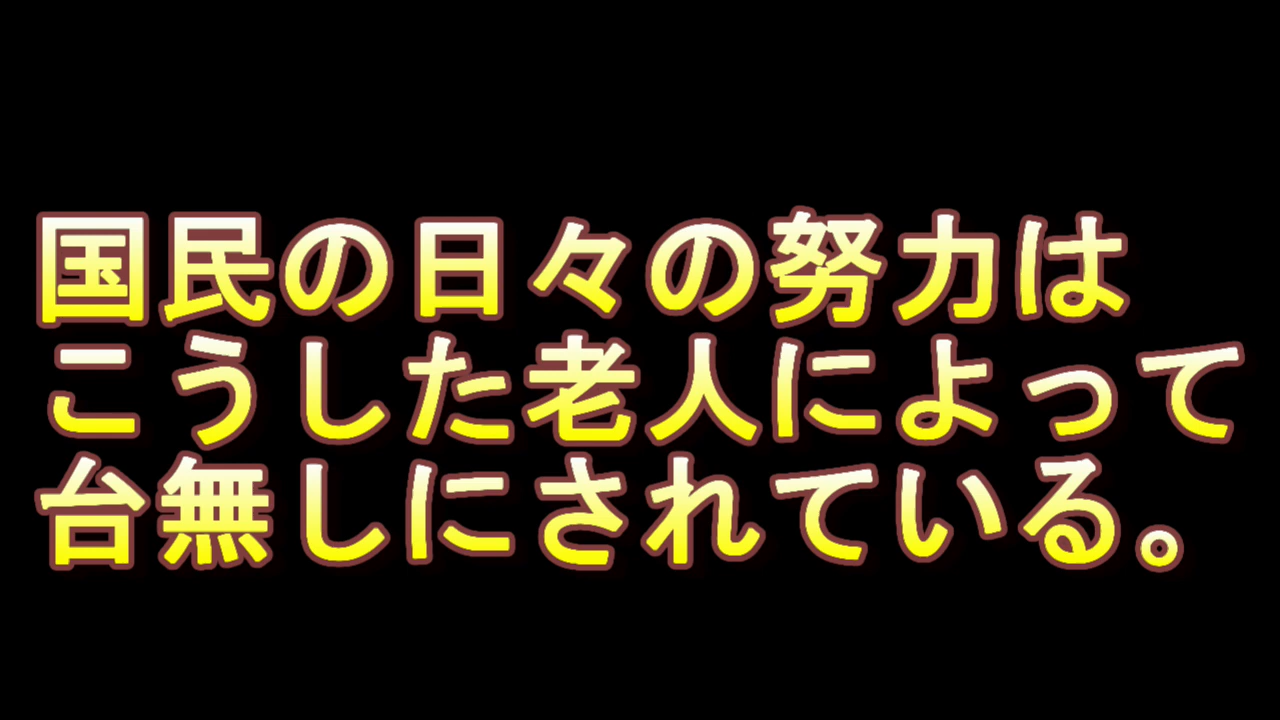 国民の日々の努力は
こうした老人によって
台無しにされている。